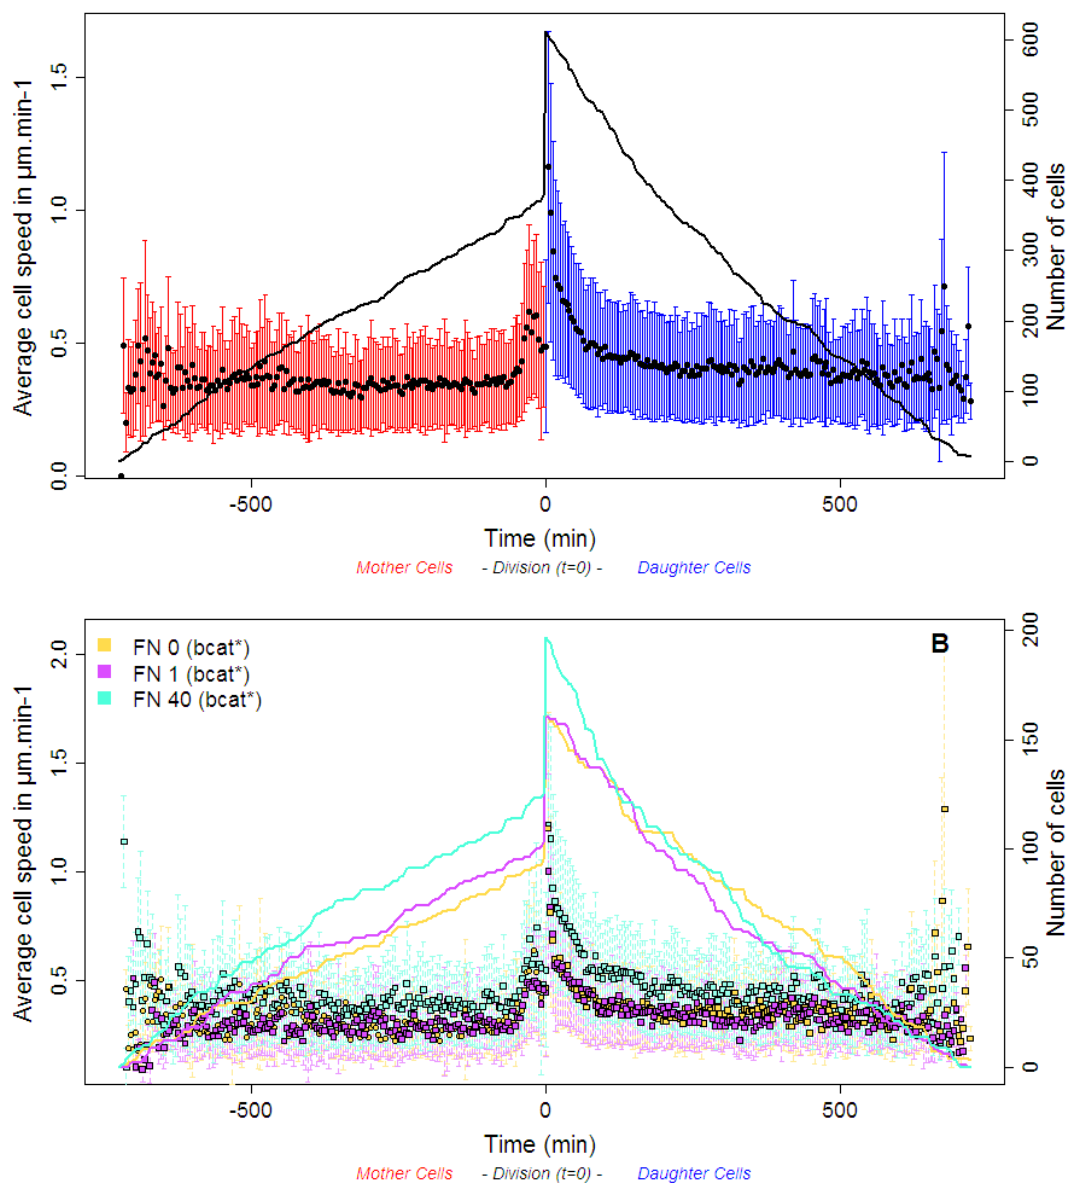 Average cell speed in µm.min-1
0.0 0.5 1.0 1.5
0 100 200 300 400 500 600
Number of cells
-500 0 500
Time (min)
Mother Cells - Division (t=0) - Daughter Cells
B
FN 0 (bcat*)
FN 1 (bcat*)
FN 40 (bcat*)
Average cell speed in µm.min-1
0.5 1.0 1.5 2.0
0 50 100 150 200
Number of cells
-500 0 500
Time (min)
Mother Cells - Division (t=0) - Daughter Cells